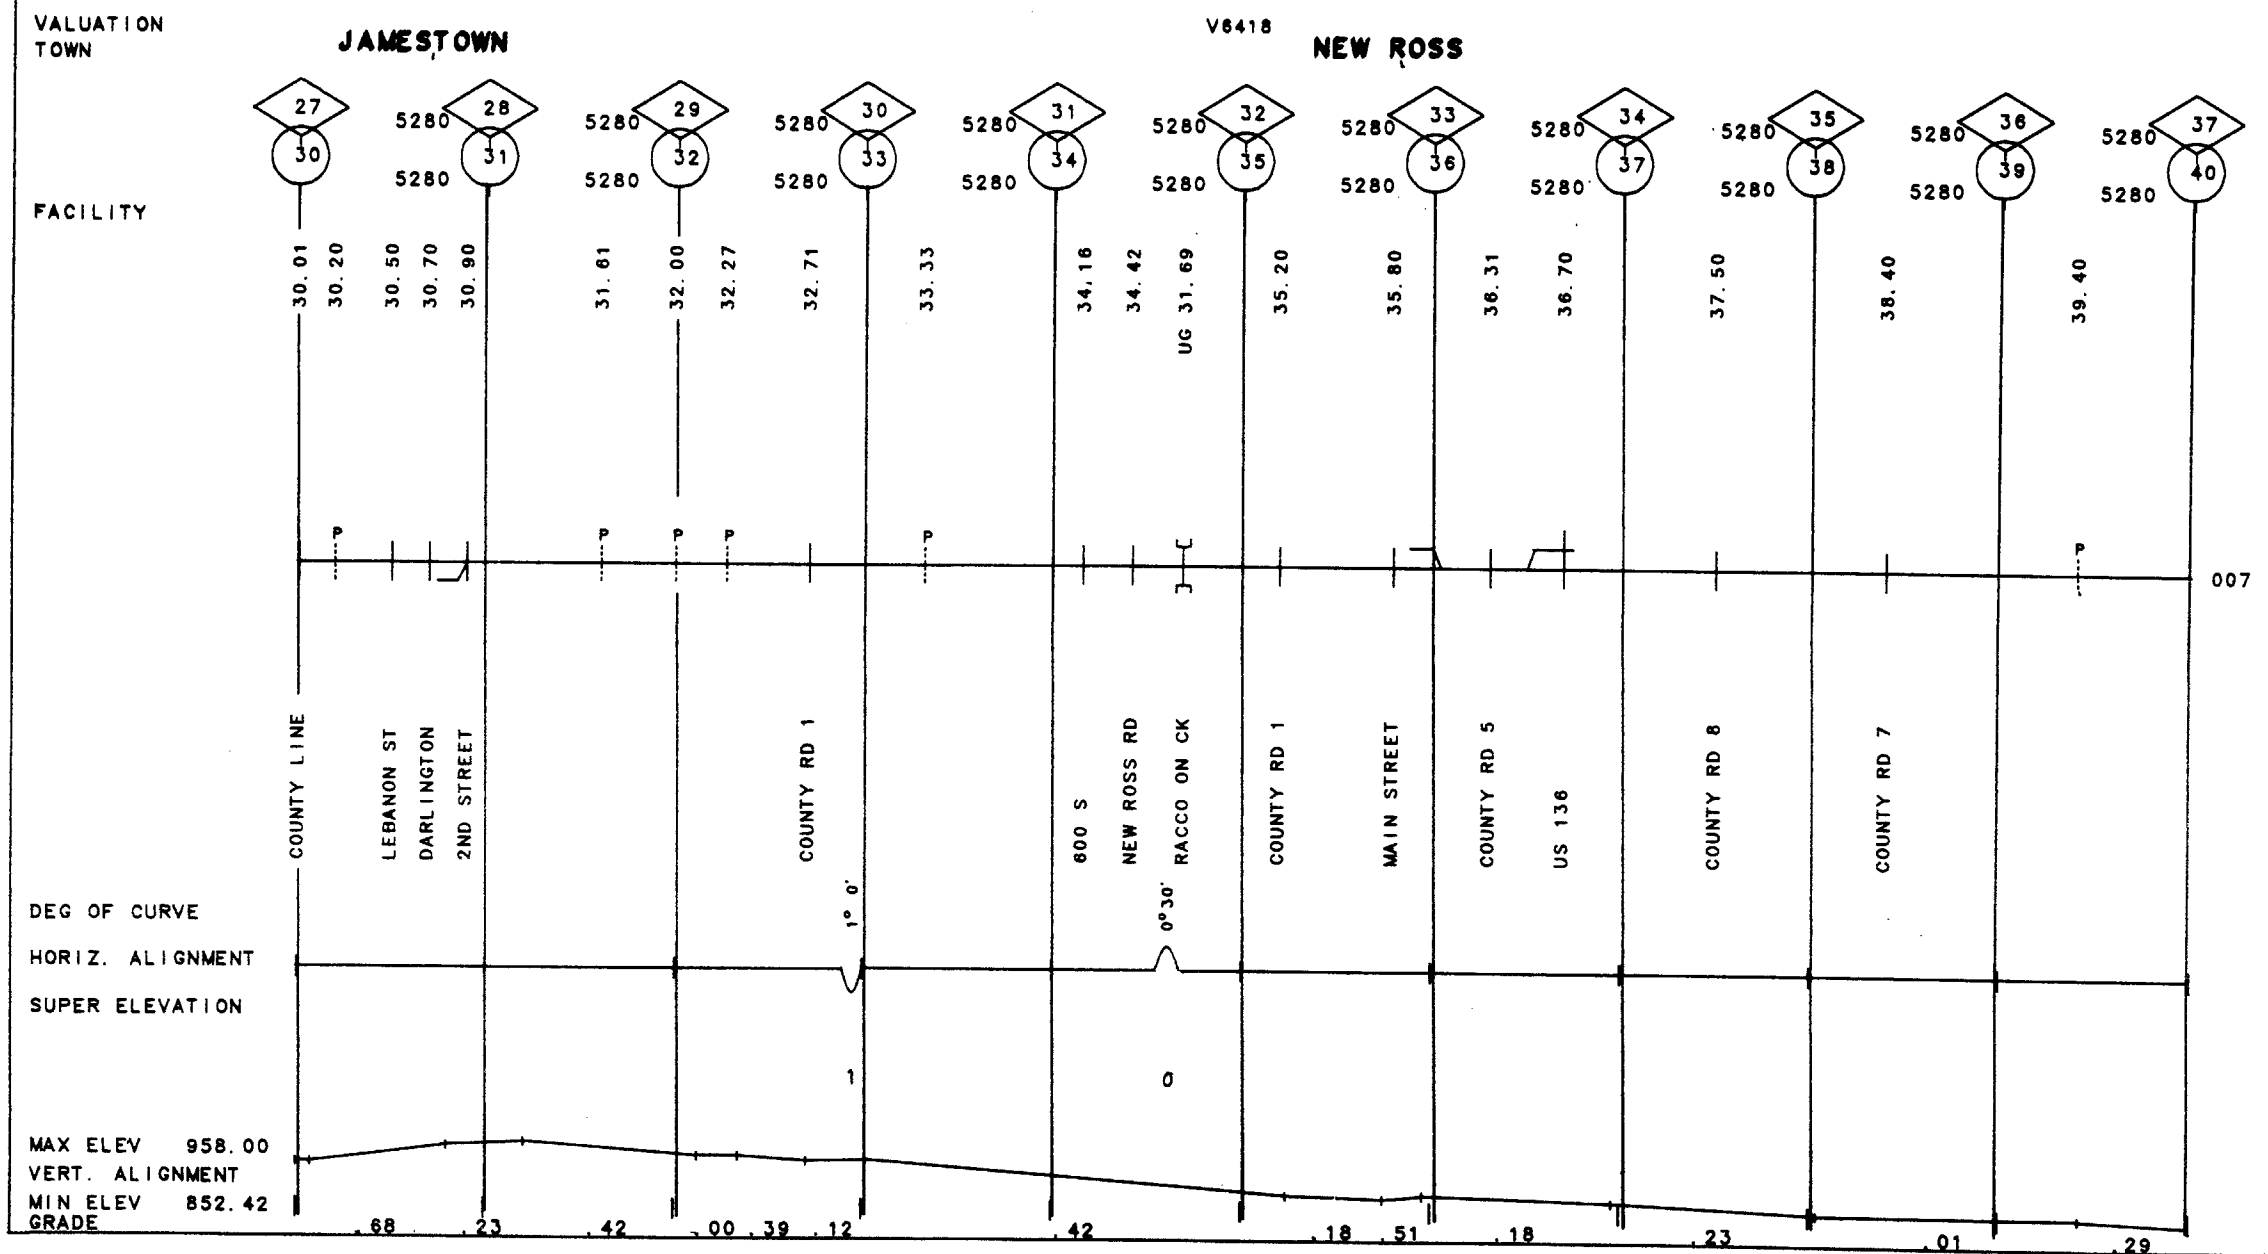 VALUATION
TOWN
JAMESTOWN
V6418
NEW ROSS
27 5280 28 5280 29 5280 30 5280 31 5280 32 5280 33 5280 34 5280 35 5280 36 5280 37
30 5280 31 5280 32 5280 33 5280 34 5280 35 5280 36 5280 37 5280 38 5280 39 5280 40
FACILITY
30.01
30.20
30.50
30.70
30.90
31.61
32.00
32.27
32.71
33.33
34,16
34.42
UG 31.69
35.20
35.80
36.31
36.70
37.50
38.40
39.40
P P P P P P
007
COUNTY LINE
LEBANON ST
DARLINGTON
2ND STREET
COUNTY RD 1
600 S
NEW ROSS RD
RACCO ON CK
COUNTY RD 1
MAIN STREET
COUNTY RD 5
US 136
COUNTY RD 8
COUNTY RD 7
DEG OF CURVE 1° 0' 0°30'
HORIZ. ALIGNMENT
SUPER ELEVATION
1 0
MAX ELEV 958.00
VERT. ALIGNMENT
MIN ELEV 852.42
GRADE .68 .23 .42 .00 .39 .12 .42 .18 .51 .18 .23 .01 .29